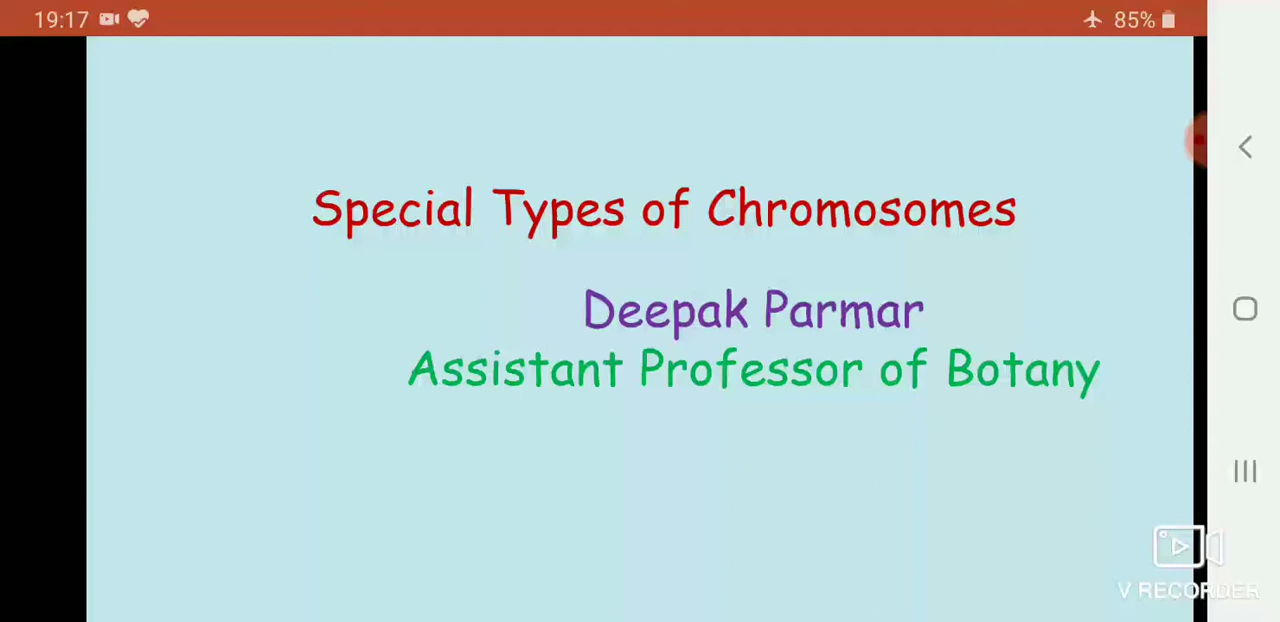 19:17
85%
Special Types of Chromosomes
Deepak Parmar
Assistant Professor of Botany
V RECORDER